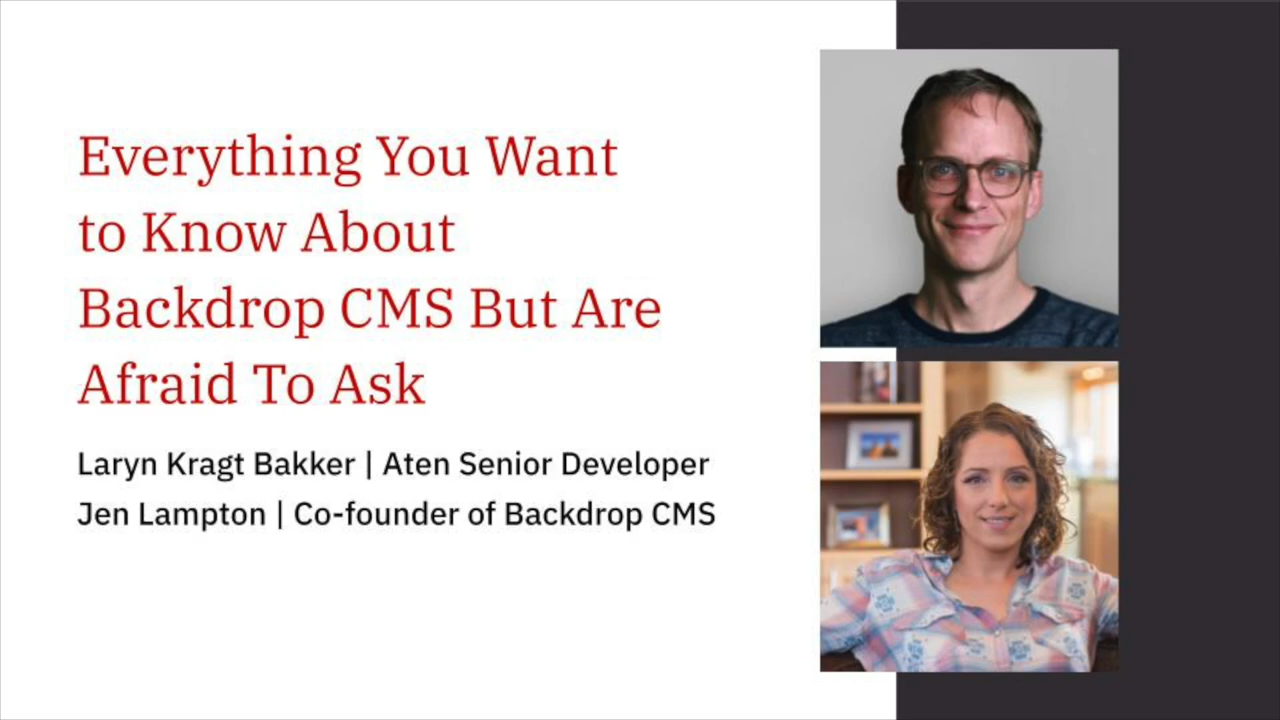 Everything You Want
to Know About
Backdrop CMS But Are
Afraid To Ask
Laryn Kragt Bakker | Aten Senior Developer
Jen Lampton | Co-founder of Backdrop CMS